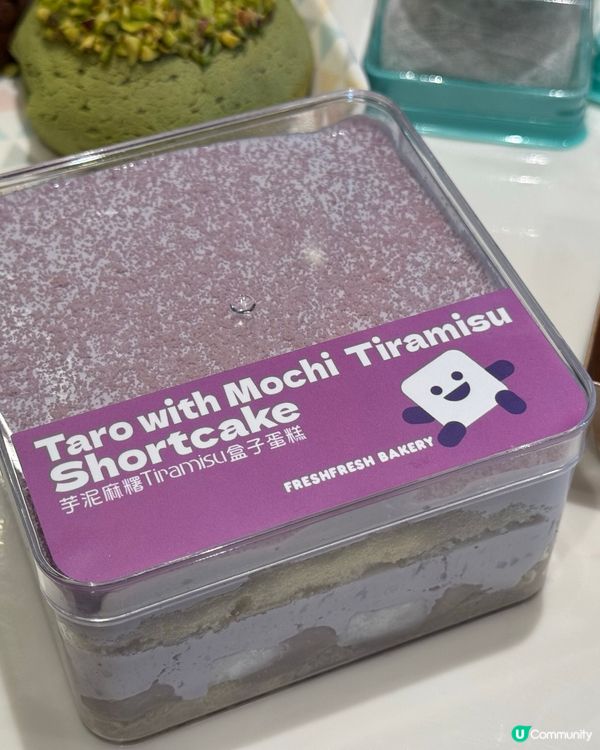 Taro with Mochi Tiramisu
Shortcake
芋泥麻糬Tiramisu盒子蛋糕
FRESHFRESH BAKERY
U Community